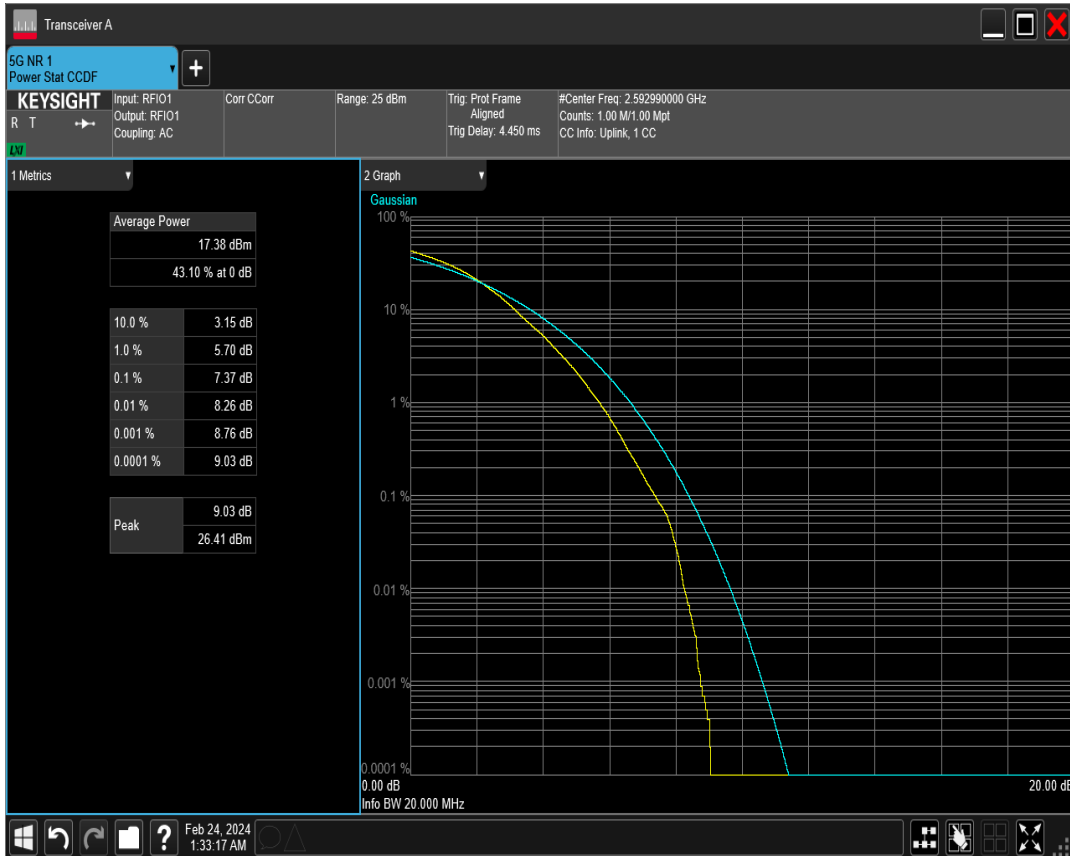 Transceiver A
5G NR 1
Power Stat CCDF
+
KEYSIGHT
R T
LXI
Input: RFIO1
Output: RFIO1
Coupling: AC
Corr CCorr
Range: 25 dBm
Trig: Prot Frame
Aligned
Trig Delay: 4.450 ms
#Center Freq: 2.592990000 GHz
Counts: 1.00 M/1.00 Mpt
CC Info: Uplink, 1 CC
1 Metrics
Average Power
17.38 dBm
43.10 % at 0 dB
10.0 % 3.15 dB
1.0 % 5.70 dB
0.1 % 7.37 dB
0.01 % 8.26 dB
0.001 % 8.76 dB
0.0001 % 9.03 dB
Peak
9.03 dB
26.41 dBm
2 Graph
Gaussian
100 %
10 %
1 %
0.1 %
0.01 %
0.001 %
0.0001 %
0.00 dB 20.00 dB
Info BW 20.000 MHz
?
Feb 24, 2024
1:33:17 AM